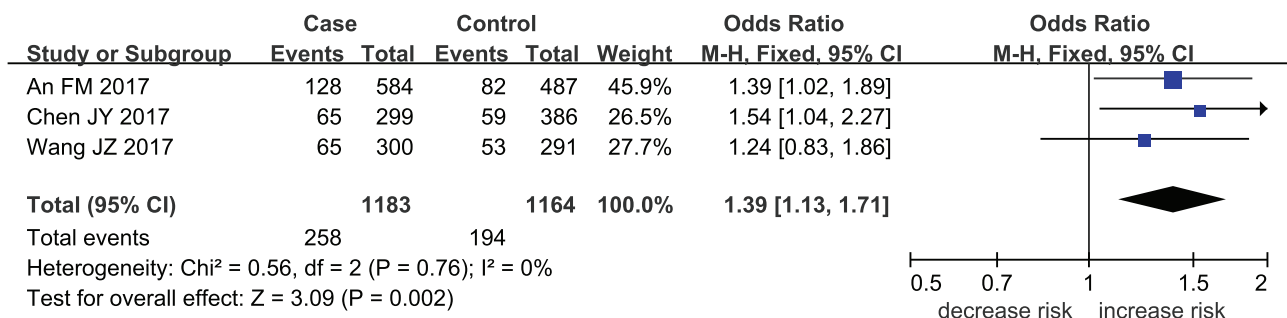 Case Control Odds Ratio Odds Ratio
Study or Subgroup Events Total Events Total Weight M-H, Fixed, 95% CI M-H, Fixed, 95% CI
An FM 2017 128 584 82 487 45.9% 1.39 [1.02, 1.89]
Chen JY 2017 65 299 59 386 26.5% 1.54 [1.04, 2.27]
Wang JZ 2017 65 300 53 291 27.7% 1.24 [0.83, 1.86]
Total (95% CI) 1183 1164 100.0% 1.39 [1.13, 1.71]
Total events 258 194
Heterogeneity: Chi² = 0.56, df = 2 (P = 0.76); I² = 0%
Test for overall effect: Z = 3.09 (P = 0.002)
0.5 0.7 1 1.5 2
decrease risk increase risk